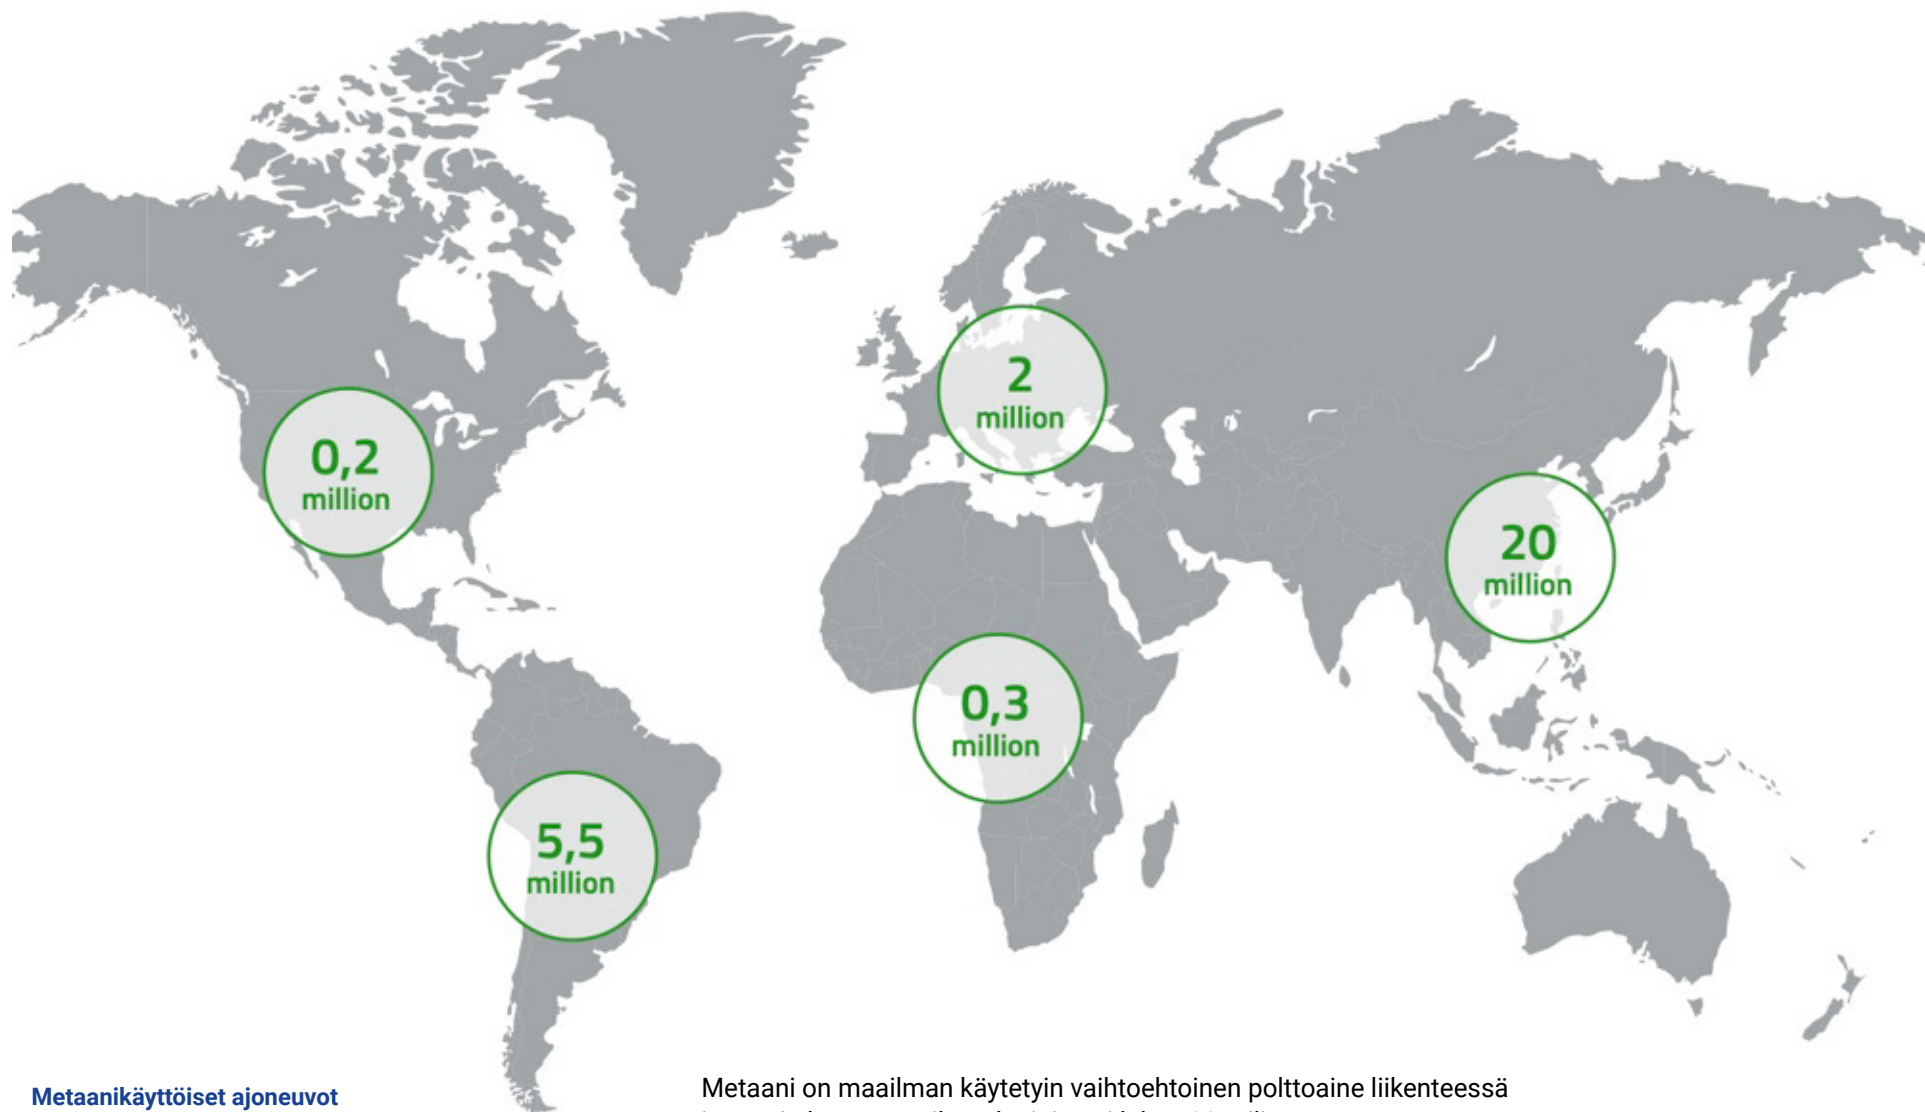 2
million
0,2
million
20
million
0,3
million
5,5
million
Metaanikäyttöiset ajoneuvot
Metaani on maailman käytetyin vaihtoehtoinen polttoaine liikenteessä